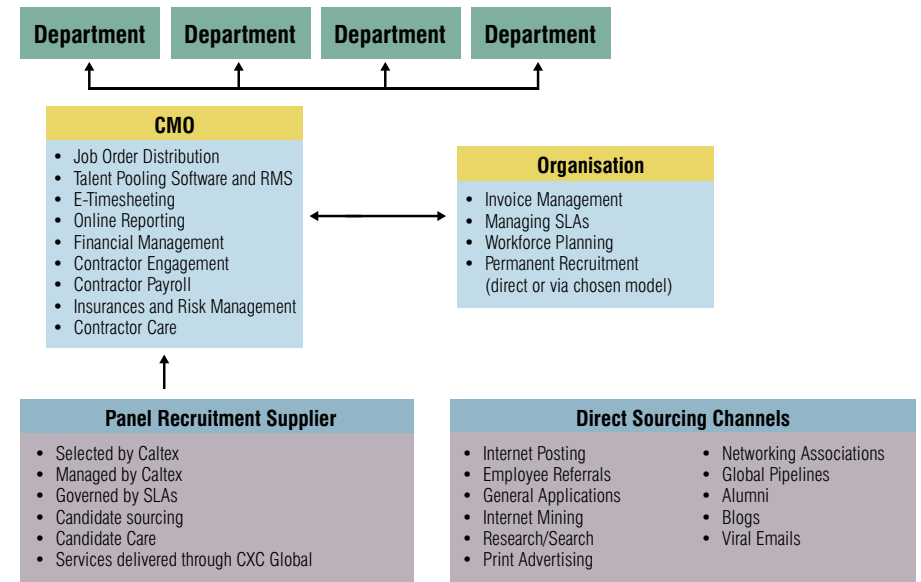 Department
Department
Department
Department
CMO
• Job Order Distribution
• Talent Pooling Software and RMS
• E-Timesheeting
• Online Reporting
• Financial Management
• Contractor Engagement
• Contractor Payroll
• Insurances and Risk Management
• Contractor Care
Organisation
• Invoice Management
• Managing SLAs
• Workforce Planning
• Permanent Recruitment
(direct or via chosen model)
Panel Recruitment Supplier
• Selected by Caltex
• Managed by Caltex
• Governed by SLAs
• Candidate sourcing
• Candidate Care
• Services delivered through CXC Global
Direct Sourcing Channels
• Internet Posting
• Employee Referrals
• General Applications
• Internet Mining
• Research/Search
• Print Advertising
• Networking Associations
• Global Pipelines
• Alumni
• Blogs
• Viral Emails